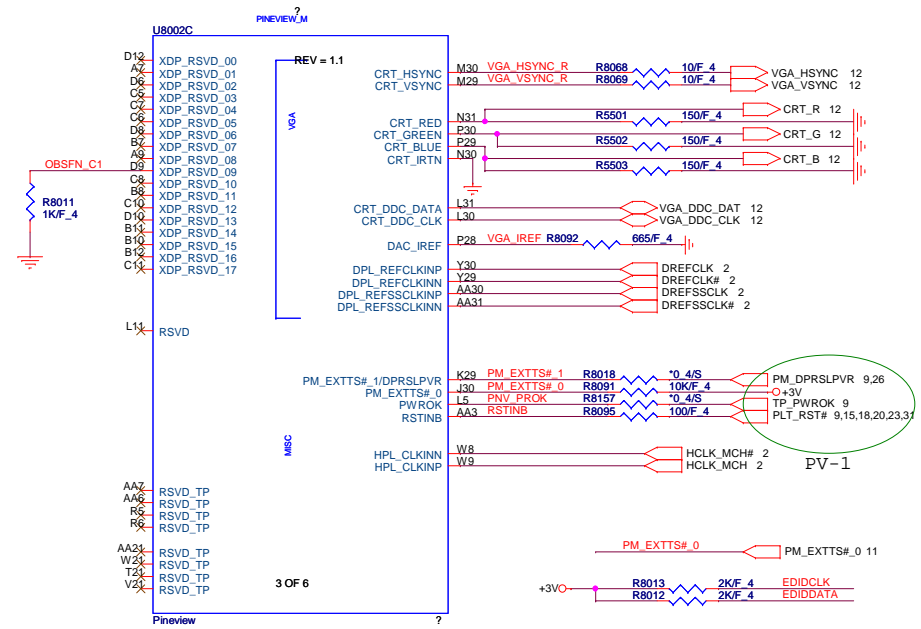 ?
PINEVIEW_M
U8002C
REV = 1.1
D12 XDP_RSVD_00
A7 XDP_RSVD_01
D6 XDP_RSVD_02
C5 XDP_RSVD_03
C7 XDP_RSVD_04
C6 XDP_RSVD_05
D8 XDP_RSVD_06
B7 XDP_RSVD_07
A9 XDP_RSVD_08
OBSFN_C1 D9 XDP_RSVD_09
C8 XDP_RSVD_10
B8 XDP_RSVD_11
C10 XDP_RSVD_12
D10 XDP_RSVD_13
B11 XDP_RSVD_14
B10 XDP_RSVD_15
B12 XDP_RSVD_16
C11 XDP_RSVD_17
R8011
1K/F_4
L11 RSVD
AA7 RSVD_TP
AA6 RSVD_TP
R5 RSVD_TP
R6 RSVD_TP
AA21 RSVD_TP
W21 RSVD_TP
T21 RSVD_TP
V21 RSVD_TP
VGA
MISC
3 OF 6
Pineview
?
CRT_HSYNC M30 VGA_HSYNC_R R8068 10/F_4 VGA_HSYNC 12
CRT_VSYNC M29 VGA_VSYNC_R R8069 10/F_4 VGA_VSYNC 12
CRT_R 12
CRT_RED N31 R5501 150/F_4
CRT_GREEN P30 CRT_G 12
R5502 150/F_4
CRT_BLUE P29
CRT_IRTN N30 CRT_B 12
R5503 150/F_4
CRT_DDC_DATA L31 VGA_DDC_DAT 12
CRT_DDC_CLK L30 VGA_DDC_CLK 12
DAC_IREF P28 VGA_IREF R8092 665/F_4
DPL_REFCLKINP Y30 DREFCLK 2
DPL_REFCLKINN Y29 DREFCLK# 2
DPL_REFSSCLKINP AA30 DREFSSCLK 2
DPL_REFSSCLKINN AA31 DREFSSCLK# 2
PM_EXTTS#_1/DPRSLPVR K29 PM_EXTTS#_1 R8018 *0_4/S PM_DPRSLPVR 9,26
PM_EXTTS#_0 J30 PM_EXTTS#_0 R8091 10K/F_4 +3V
PWROK L5 PNV_PROK R8157 *0_4/S TP_PWROK 9
RSTINB AA3 RSTINB R8095 100/F_4 PLT_RST# 9,15,18,20,23,31
PV-1
HPL_CLKINN W8 HCLK_MCH# 2
HPL_CLKINP W9 HCLK_MCH 2
PM_EXTTS#_0 PM_EXTTS#_0 11
+3V R8013 2K/F_4 EDIDCLK
R8012 2K/F_4 EDIDDATA